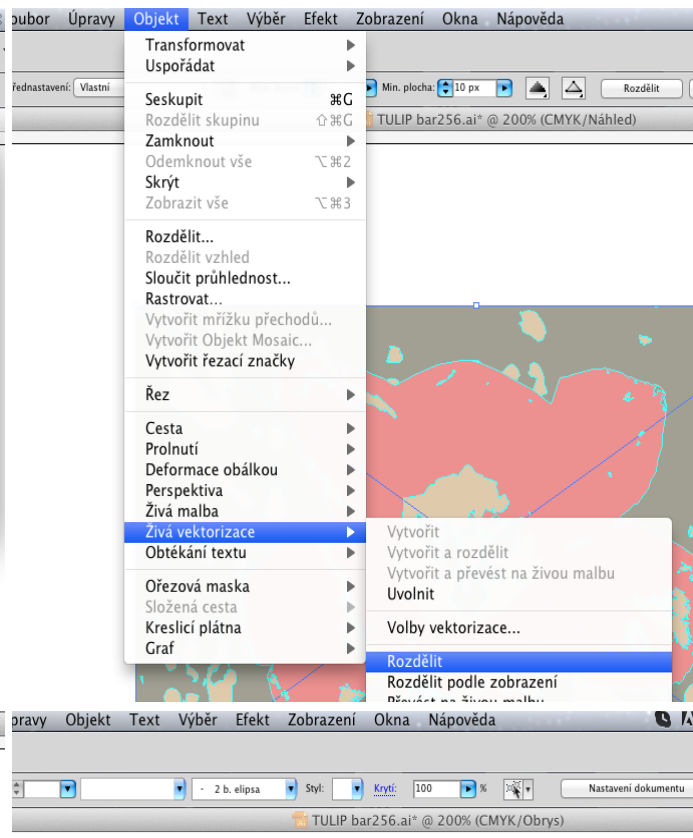 oubor Úpravy Objekt Text Výběr Efekt Zobrazení Okna Nápověda
Transformovat
Uspořádat
řednastavení: Vlastní Min. plocha: 10 px Rozdělit
Seskupit ⌘G
Rozdělit skupinu ⇧⌘G
TULIP bar256.ai* @ 200% (CMYK/Náhled)
Zamknout
Odemknout vše ⌥⌘2
Skrýt
Zobrazit vše ⌥⌘3
Rozdělit...
Rozdělit vzhled
Sloučit průhlednost...
Rastrovat...
Vytvořit mřížku přechodů...
Vytvořit Objekt Mosaic...
Vytvořit řezací značky
Řez
Cesta
Prolnutí
Deformace obálkou
Perspektiva
Živá malba
Živá vektorizace
Obtékání textu
Ořezová maska
Složená cesta
Kreslicí plátna
Graf
Vytvořit
Vytvořit a rozdělit
Vytvořit a převést na živou malbu
Uvolnit
Volby vektorizace...
Rozdělit
Rozdělit podle zobrazení
Převést na živou malbu
pravy Objekt Text Výběr Efekt Zobrazení Okna Nápověda
- 2 b. elipsa Styl: Krytí: 100 % Nastavení dokumentu
TULIP bar256.ai* @ 200% (CMYK/Obrys)